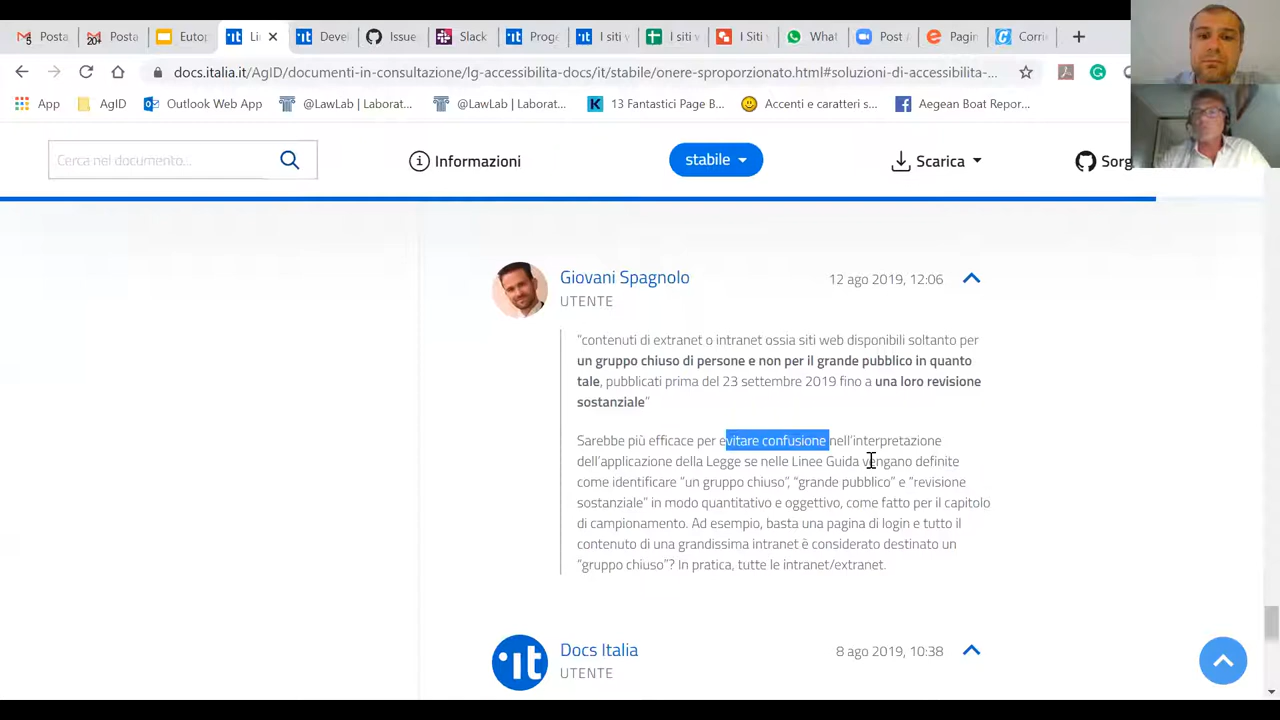 5 Posta
20+ Posta
Eutop
Li
Deve
Issue
Slack
Proge
I siti v
I siti v
I Siti
What
Post
Pagin
Corri
docs.italia.it/AgID/documenti-in-consultazione/lg-accessibilita-docs/it/stabile/onere-sproporzionato.html#soluzioni-di-accessibilita-...
App
AgID
Outlook Web App
@LawLab | Laborat...
@LawLab | Laborat...
13 Fantastici Page B...
Accenti e caratteri s...
Aegean Boat Repor...
Cerca nel documento...
Informazioni
stabile
Scarica
Sorg
Giovani Spagnolo
12 ago 2019, 12:06
UTENTE
“contenuti di extranet o intranet ossia siti web disponibili soltanto per
un gruppo chiuso di persone e non per il grande pubblico in quanto
tale, pubblicati prima del 23 settembre 2019 fino a una loro revisione
sostanziale”
Sarebbe più efficace per evitare confusione nell’interpretazione
dell’applicazione della Legge se nelle Linee Guida vengano definite
come identificare “un gruppo chiuso”, “grande pubblico” e “revisione
sostanziale” in modo quantitativo e oggettivo, come fatto per il capitolo
di campionamento. Ad esempio, basta una pagina di login e tutto il
contenuto di una grandissima intranet è considerato destinato un
“gruppo chiuso”? In pratica, tutte le intranet/extranet.
Docs Italia
8 ago 2019, 10:38
UTENTE